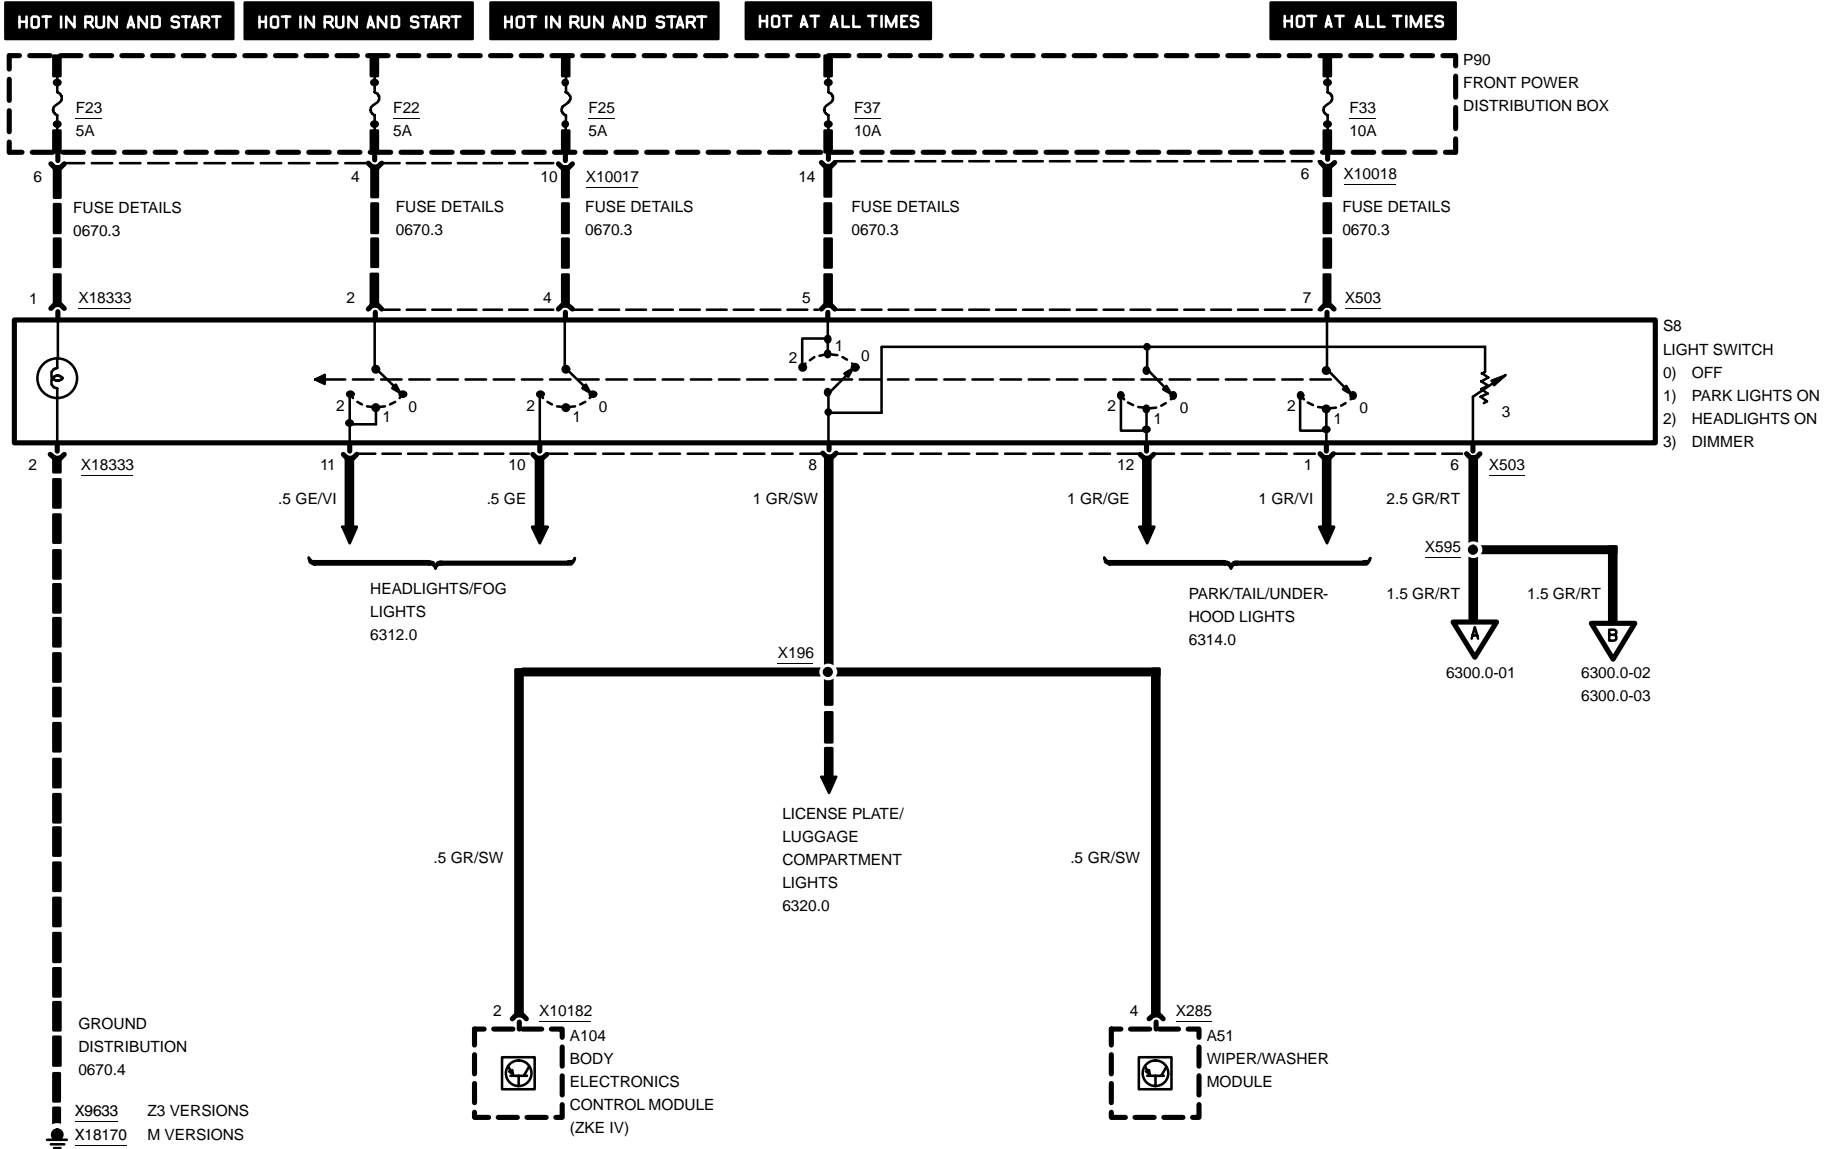 HOT IN RUN AND START
HOT IN RUN AND START
HOT IN RUN AND START
HOT AT ALL TIMES
HOT AT ALL TIMES
P90
FRONT POWER
DISTRIBUTION BOX
F23
5A
F22
5A
F25
5A
F37
10A
F33
10A
6
4
10
X10017
14
6
X10018
FUSE DETAILS
0670.3
FUSE DETAILS
0670.3
FUSE DETAILS
0670.3
FUSE DETAILS
0670.3
FUSE DETAILS
0670.3
1
X18333
2
4
5
7
X503
S8
LIGHT SWITCH
0) OFF
1) PARK LIGHTS ON
2) HEADLIGHTS ON
3) DIMMER
2
1
0
2
1
0
2
1
0
2
1
0
2
1
0
3
2
X18333
11
10
8
12
1
6
X503
.5 GE/VI
.5 GE
1 GR/SW
1 GR/GE
1 GR/VI
2.5 GR/RT
X595
HEADLIGHTS/FOG
LIGHTS
6312.0
PARK/TAIL/UNDER-
HOOD LIGHTS
6314.0
1.5 GR/RT
1.5 GR/RT
A
B
6300.0-01
6300.0-02
6300.0-03
X196
LICENSE PLATE/
LUGGAGE
COMPARTMENT
LIGHTS
6320.0
.5 GR/SW
.5 GR/SW
2
X10182
A104
BODY
ELECTRONICS
CONTROL MODULE
(ZKE IV)
4
X285
A51
WIPER/WASHER
MODULE
GROUND
DISTRIBUTION
0670.4
X9633 Z3 VERSIONS
X18170 M VERSIONS